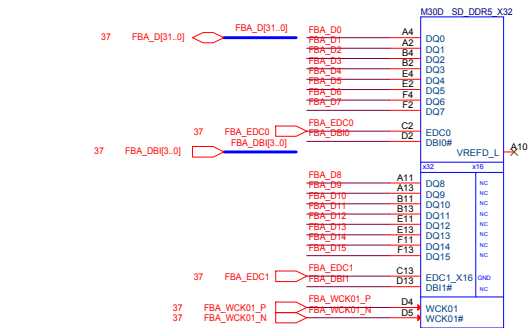 M30D SD_DDR5_X32
37 FBA_D[31..0] FBA_D[31..0]
FBA_D0 A4 DQ0
FBA_D1 A2 DQ1
FBA_D2 B4 DQ2
FBA_D3 B2 DQ3
FBA_D4 E4 DQ4
FBA_D5 E2 DQ5
FBA_D6 F4 DQ6
FBA_D7 F2 DQ7
37 FBA_EDC0 FBA_EDC0 C2 EDC0
37 FBA_DBI[3..0] FBA_DBI[3..0] FBA_DBI0 D2 DBI0#
VREFD_L A10
x32 x16
FBA_D8 A11 DQ8 NC
FBA_D9 A13 DQ9 NC
FBA_D10 B11 DQ10 NC
FBA_D11 B13 DQ11 NC
FBA_D12 E11 DQ12 NC
FBA_D13 E13 DQ13 NC
FBA_D14 F11 DQ14 NC
FBA_D15 F13 DQ15 NC
37 FBA_EDC1 FBA_EDC1 C13 EDC1_X16 GND
FBA_DBI1 D13 DBI1# NC
37 FBA_WCK01_P FBA_WCK01_P D4 WCK01
37 FBA_WCK01_N FBA_WCK01_N D5 WCK01#